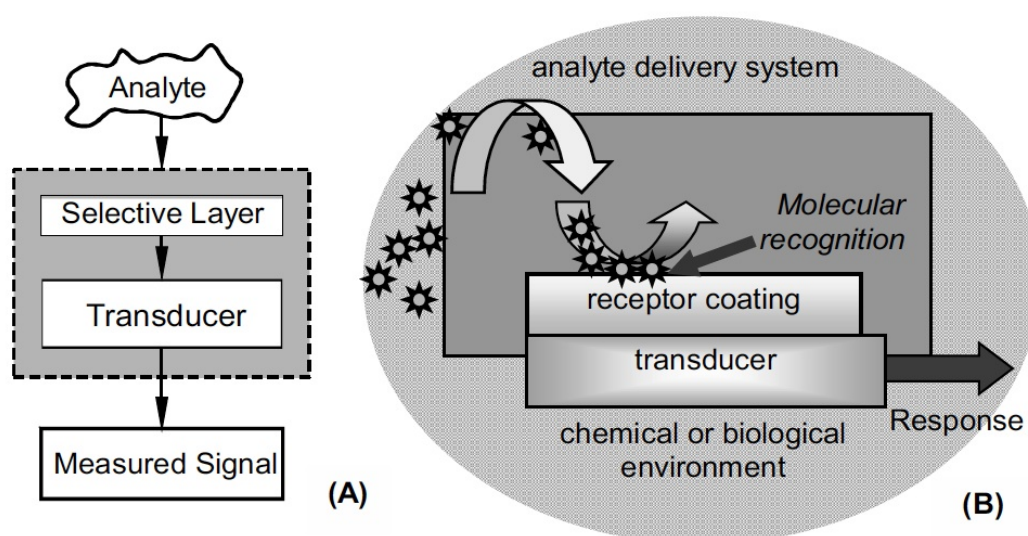 Analyte
Selective Layer
Transducer
Measured Signal
(A)
analyte delivery system
Molecular
recognition
receptor coating
transducer
Response
chemical or biological
environment
(B)